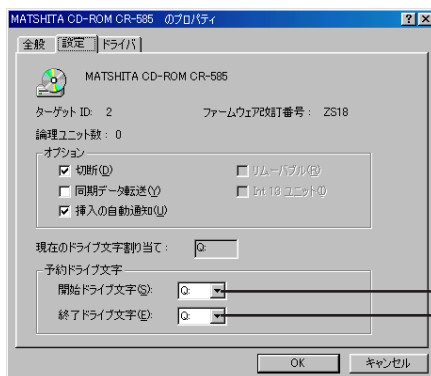 MATSHITA CD-ROM CR-585 のプロパティ
全般 設定 ドライバ
MATSHITA CD-ROM CR-585
ターゲット ID: 2 ファームウェア改訂番号: ZS18
論理ユニット数: 0
オプション
切断(D) リムーバブル(R)
同期データ転送(Y) Int 13 ユニット(I)
挿入の自動通知(U)
現在のドライブ文字割り当て: Q:
予約ドライブ文字
開始ドライブ文字(S): Q:
終了ドライブ文字(E): Q:
OK キャンセル